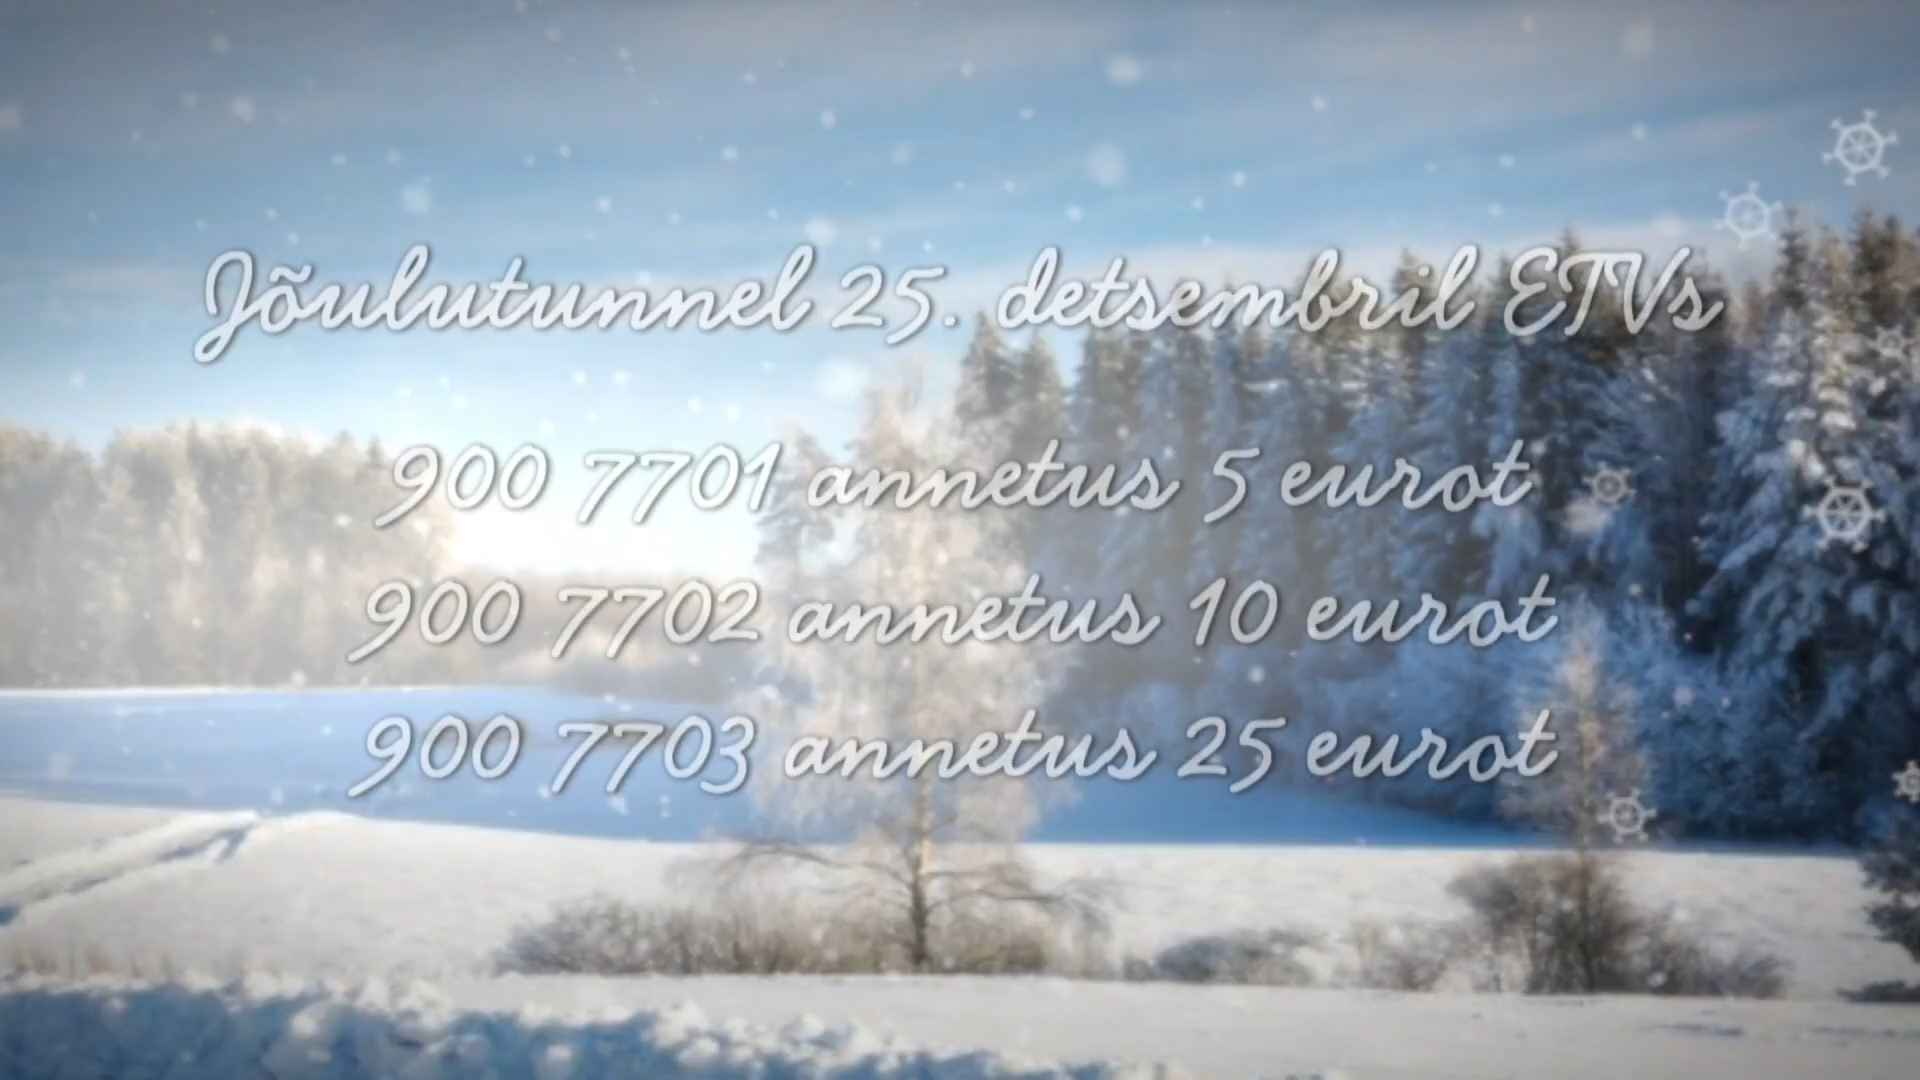 Jõulutunnel 25. detsembril ETVs
900 7701 annetus 5 eurot
900 7702 annetus 10 eurot
900 7703 annetus 25 eurot